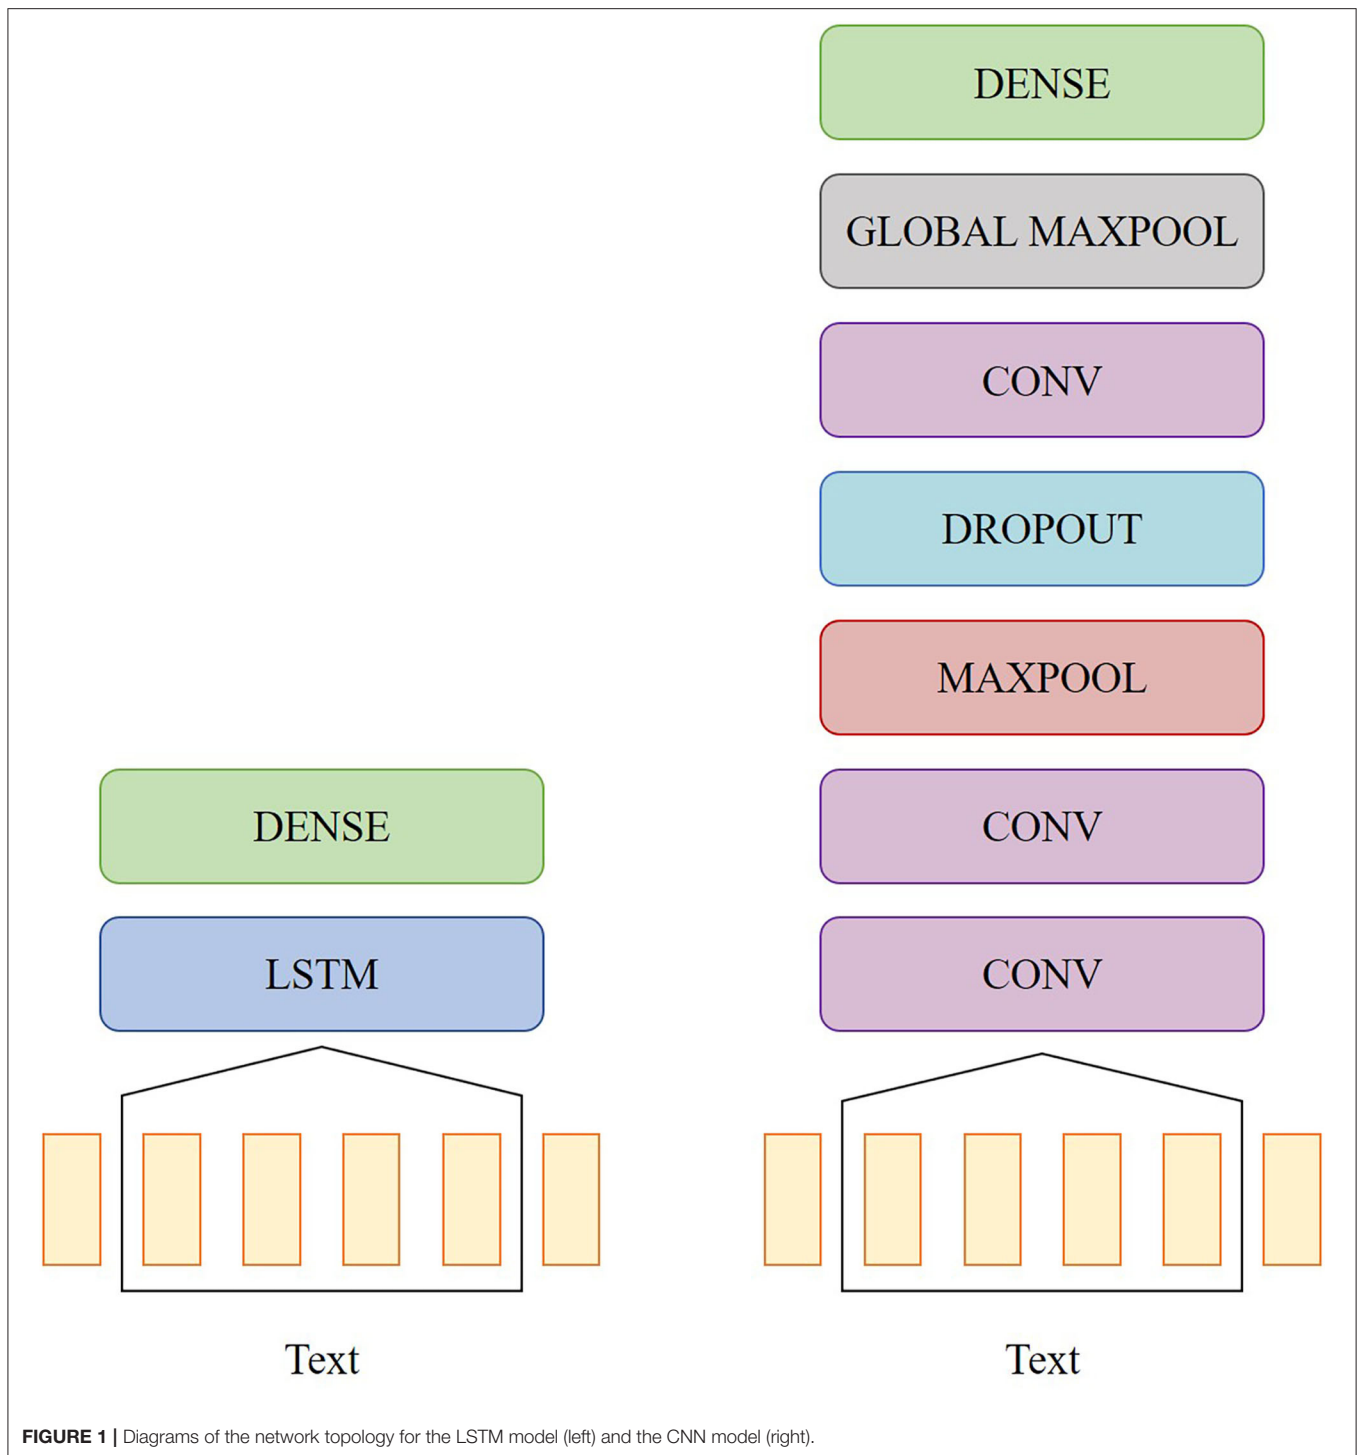 DENSE
GLOBAL MAXPOOL
CONV
DROPOUT
MAXPOOL
DENSE
CONV
LSTM
CONV
Text
Text
FIGURE 1 | Diagrams of the network topology for the LSTM model (left) and the CNN model (right).